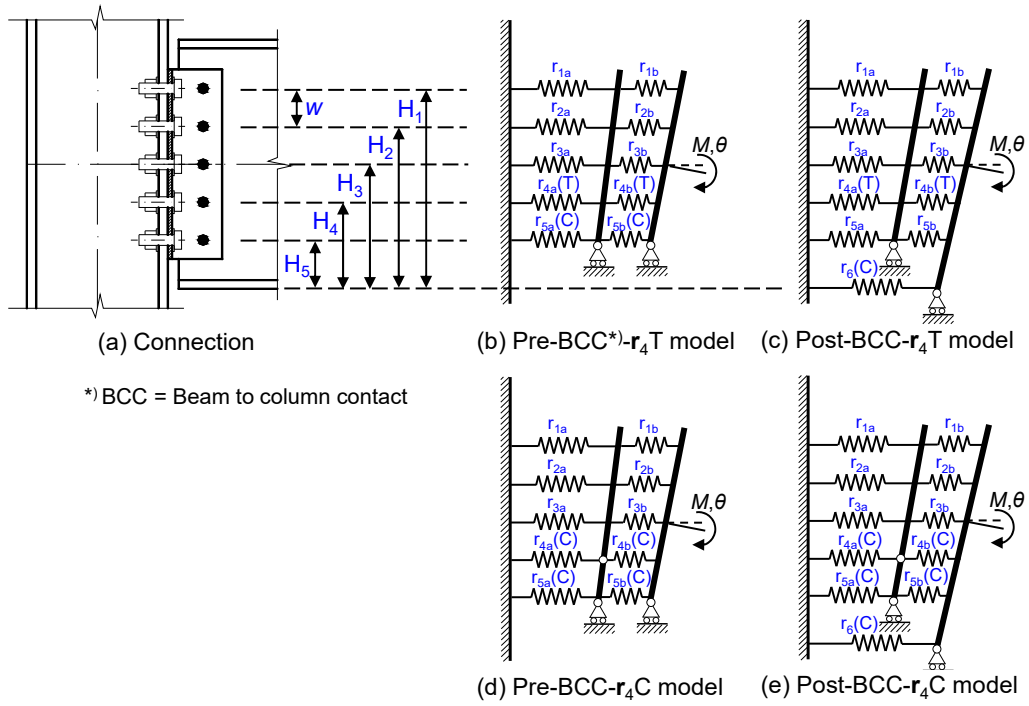 w
H1
H2
H3
H4
H5
(a) Connection
*) BCC = Beam to column contact
r1a
r1b
r2a
r2b
r3a
r3b
M,θ
r4a(T)
r4b(T)
r5a(C)
r5b(C)
(b) Pre-BCC*)-r4T model
r1a
r1b
r2a
r2b
r3a
r3b
M,θ
r4a(T)
r4b(T)
r5a
r5b
r6(C)
(c) Post-BCC-r4T model
r1a
r1b
r2a
r2b
r3a
r3b
M,θ
r4a(C)
r4b(C)
r5a(C)
r5b(C)
(d) Pre-BCC-r4C model
r1a
r1b
r2a
r2b
r3a
r3b
M,θ
r4a(C)
r4b(C)
r5a(C)
r5b(C)
r6(C)
(e) Post-BCC-r4C model